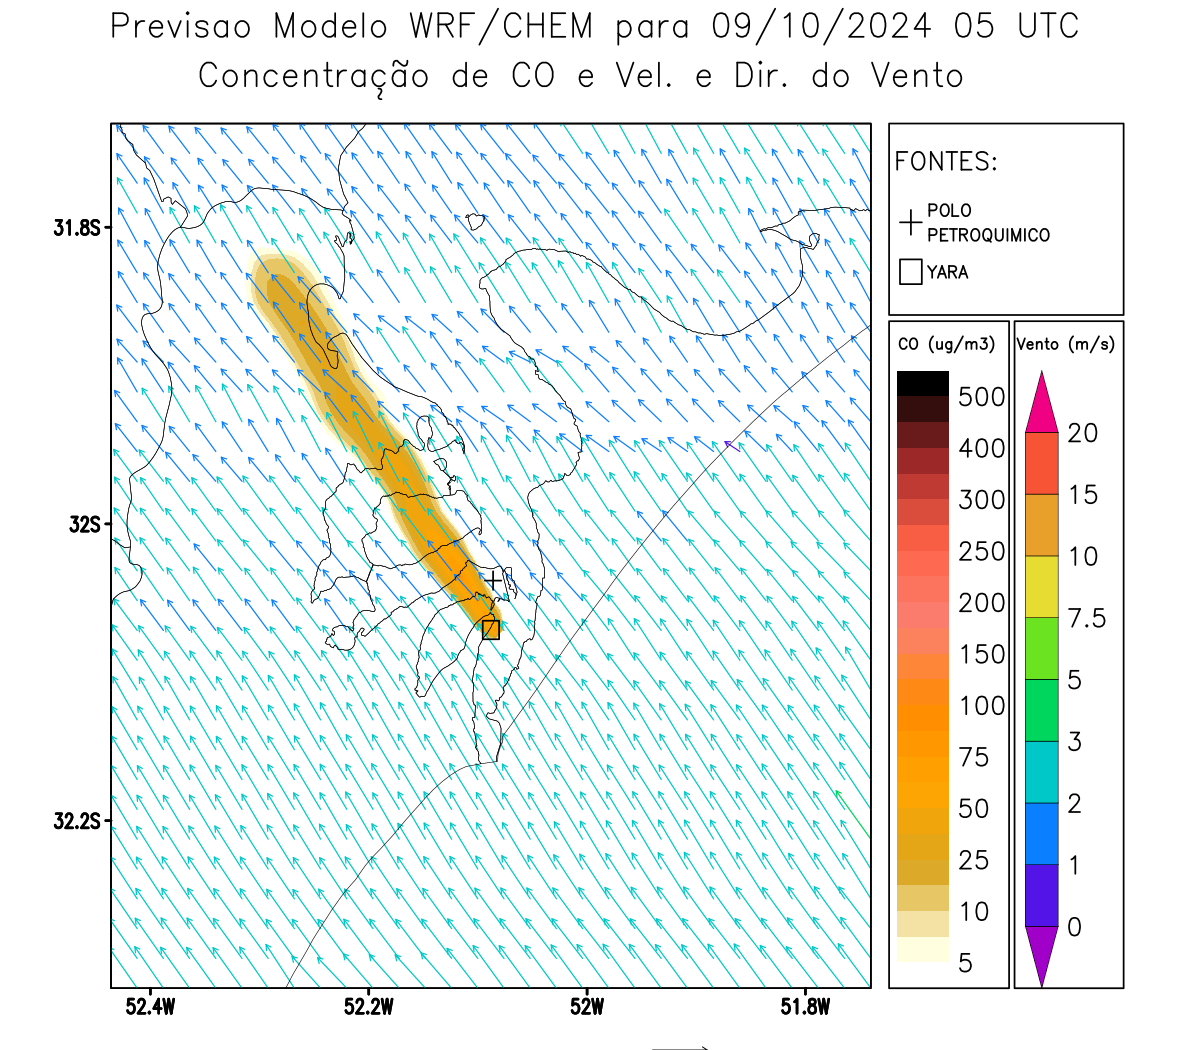 Previsao Modelo WRF/CHEM para 09/10/2024 05 UTC
Concentração de CO e Vel. e Dir. do Vento
FONTES:
POLO
PETROQUIMICO
YARA
CO (ug/m3)
500
400
300
250
200
150
100
75
50
25
10
5
Vento (m/s)
20
15
10
7.5
5
3
2
1
0
31.8S
32S
32.2S
52.4W
52.2W
52W
51.8W